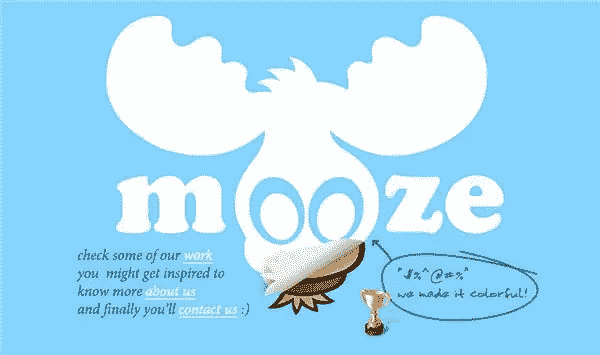 mooze
check some of our work
you might get inspired to
know more about us
and finally you'll contact us :)
"$%^@#%"
we made it colorful!